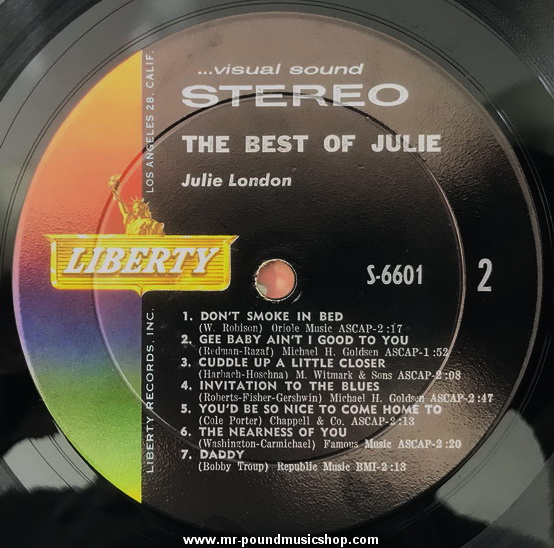 ...visual sound
STEREO
THE BEST OF JULIE
Julie London
LOS ANGELES 28, CALIF.
LIBERTY
S-6601
2
LIBERTY RECORDS, INC.
1. DON'T SMOKE IN BED
(W. Robison) Oriole Music ASCAP-2:17
2. GEE BABY AIN'T I GOOD TO YOU
(Redman-Razaf) Michael H. Goldsen ASCAP-1:52
3. CUDDLE UP A LITTLE CLOSER
(Harbach-Hoschna) M. Witmark & Sons ASCAP-2:08
4. INVITATION TO THE BLUES
(Roberts-Fisher-Gershwin) Michael H. Goldsen ASCAP-2:47
5. YOU'D BE SO NICE TO COME HOME TO
(Cole Porter) Chappell & Co. ASCAP-2:13
6. THE NEARNESS OF YOU
(Washington-Carmichael) Famous Music ASCAP-2:20
7. DADDY
(Bobby Troup) Republic Music BMI-2:13
www.mr-poundmusicshop.com